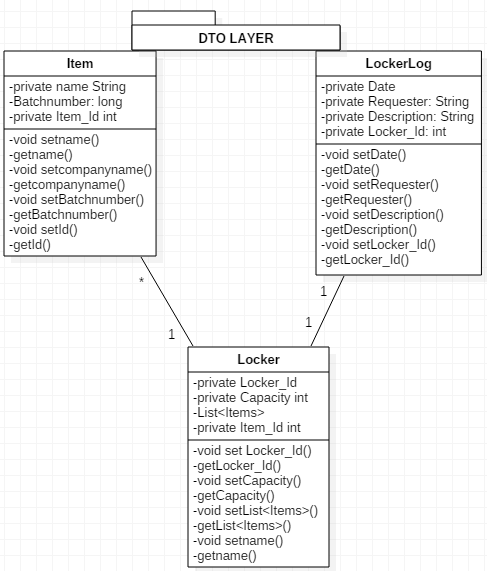 DTO LAYER
Item
-private name String
-Batchnumber: long
-private Item_Id int
-void setname()
-getname()
-void setcompanyname()
-getcompanyname()
-void setBatchnumber()
-getBatchnumber()
-void setId()
-getId()
LockerLog
-private Date
-private Requester: String
-private Description: String
-private Locker_Id: int
-void setDate()
-getDate()
-void setRequester()
-getRequester()
-void setDescription()
-getDescription()
-void setLocker_Id()
-getLocker_Id()
*
1
1
1
Locker
-private Locker_Id
-private Capacity int
-List<Items>
-private Item_Id int
-void set Locker_Id()
-getLocker_Id()
-void setCapacity()
-getCapacity()
-void setList<Items>()
-getList<Items>()
-void setname()
-getname()